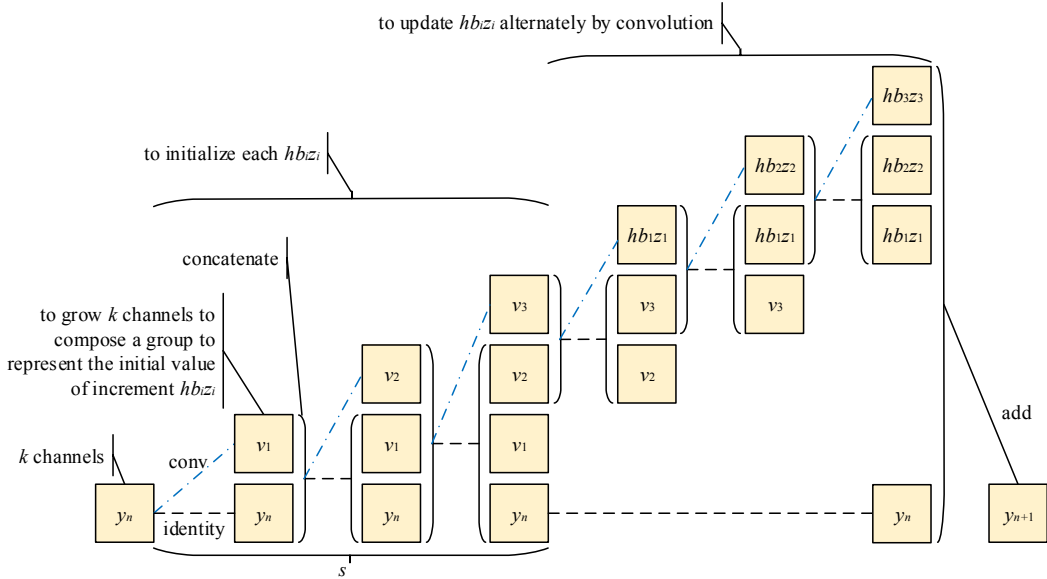 to update hbᵢzᵢ alternately by convolution
hb₃z₃
to initialize each hbᵢzᵢ
hb₂z₂
hb₂z₂
hb₁z₁
hb₁z₁
hb₁z₁
concatenate
v₃
v₃
v₃
to grow k channels to
compose a group to
represent the initial value
of increment hbᵢzᵢ
v₂
v₂
v₂
v₁
v₁
v₁
add
k channels
conv.
yₙ
identity
yₙ
yₙ
yₙ
yₙ
yₙ₊₁
s